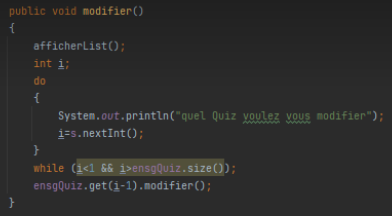 public void modifier()
{
afficherList();
int i;
do
{
System.out.println("quel Quiz youlez vous modifier");
i=s.nextInt();
}
while (i<1 && i>ensgQuiz.size());
ensgQuiz.get(i-1).modifier();
}